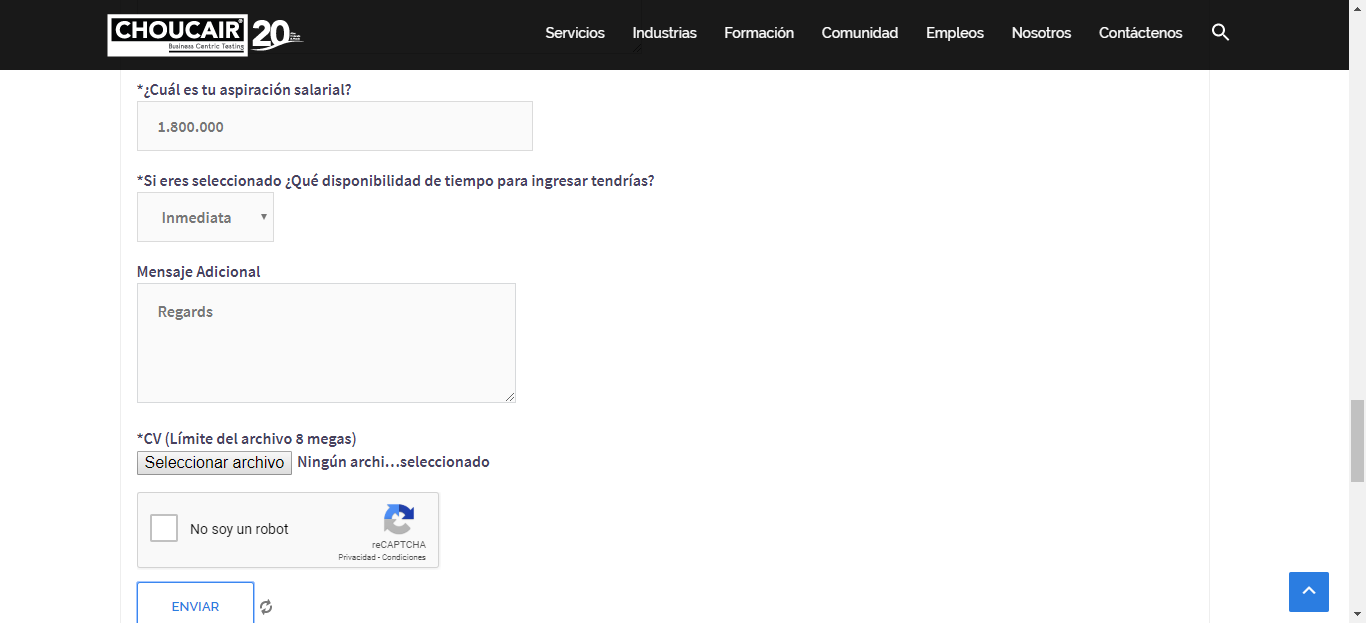 CHOUCAIR®
Business Centric Testing
20
Servicios Industrias Formación Comunidad Empleos Nosotros Contáctenos
*¿Cuál es tu aspiración salarial?
1.800.000
*Si eres seleccionado ¿Qué disponibilidad de tiempo para ingresar tendrías?
Inmediata
Mensaje Adicional
Regards
*CV (Límite del archivo 8 megas)
Seleccionar archivo Ningún archi...seleccionado
No soy un robot
reCAPTCHA
Privacidad - Condiciones
ENVIAR